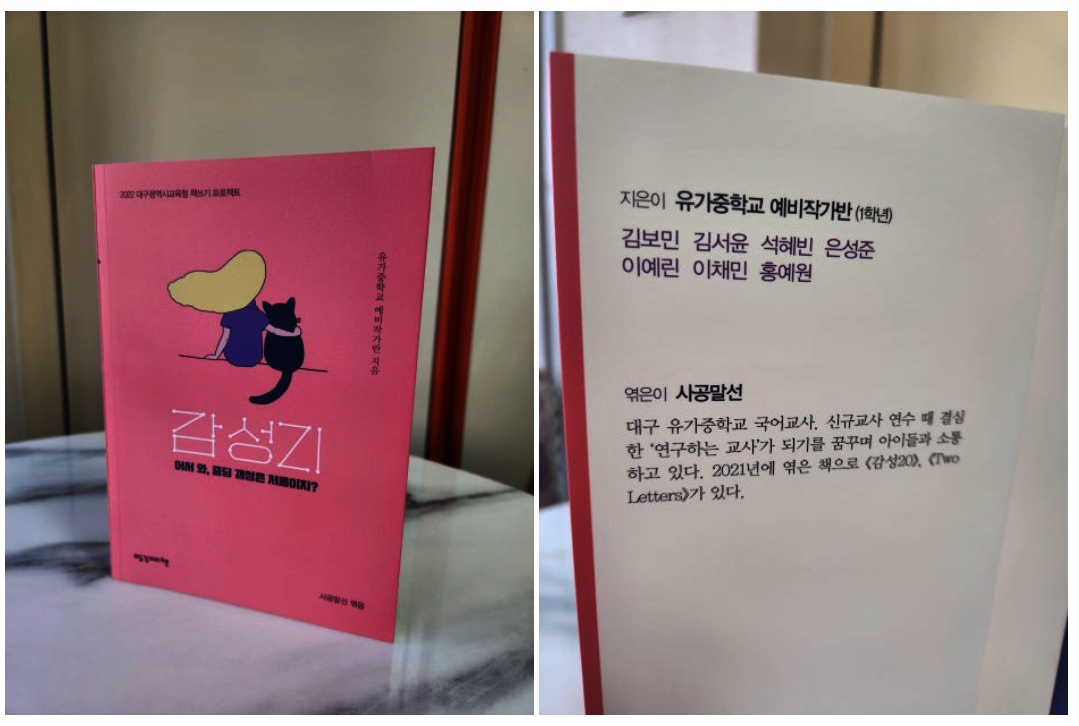 2022 대구광역시교육청 책쓰기 프로젝트
유가중학교 예비작가반 지음
감성Z
어서 와, 중딩 갬성은 처음이지?
사공말선 엮음
지은이 유가중학교 예비작가반 (1학년)
김보민 김서윤 석혜빈 은성준
이예린 이채민 홍예원
엮은이 사공말선
대구 유가중학교 국어교사. 신규교사 연수 때 결심
한 ‘연구하는 교사’가 되기를 꿈꾸며 아이들과 소통
하고 있다. 2021년에 엮은 책으로 《감성20》, 《Two
Letters》가 있다.